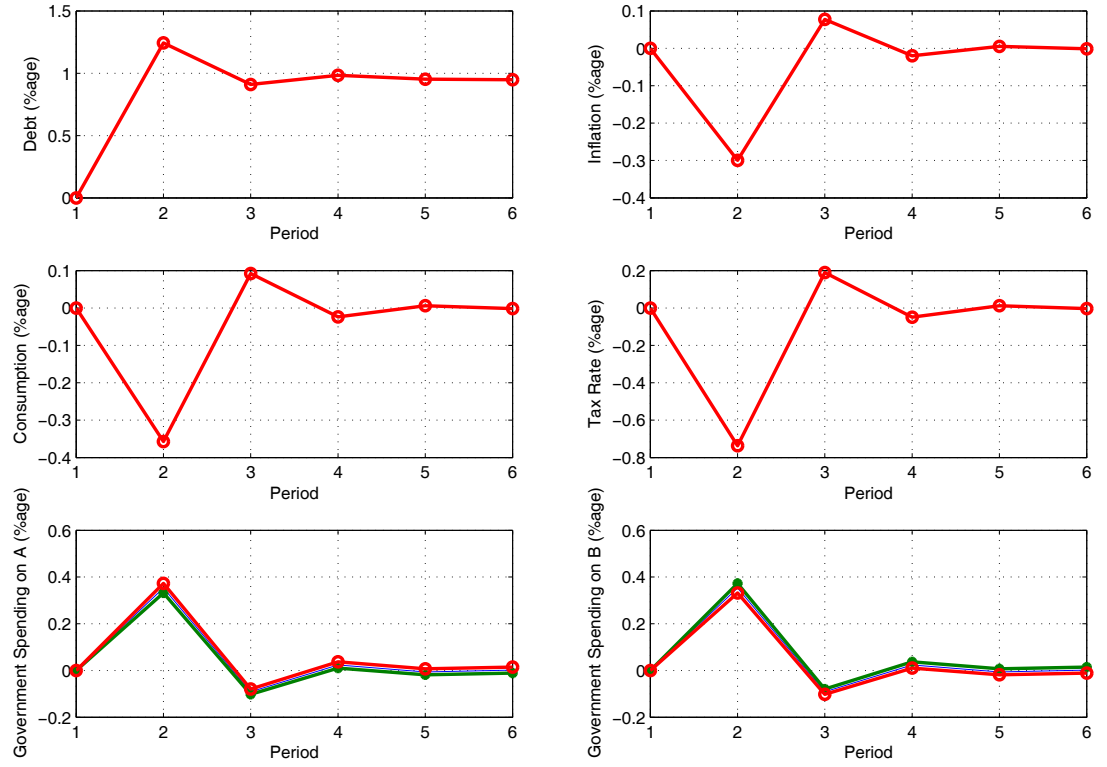 Debt (%age)
1.5
1
0.5
0
1 2 3 4 5 6
Period
Inflation (%age)
0.1
0
−0.1
−0.2
−0.3
−0.4
1 2 3 4 5 6
Period
Consumption (%age)
0.1
0
−0.1
−0.2
−0.3
−0.4
1 2 3 4 5 6
Period
Tax Rate (%age)
0.2
0
−0.2
−0.4
−0.6
−0.8
1 2 3 4 5 6
Period
Government Spending on A (%age)
0.6
0.4
0.2
0
−0.2
1 2 3 4 5 6
Period
Government Spending on B (%age)
0.6
0.4
0.2
0
−0.2
1 2 3 4 5 6
Period